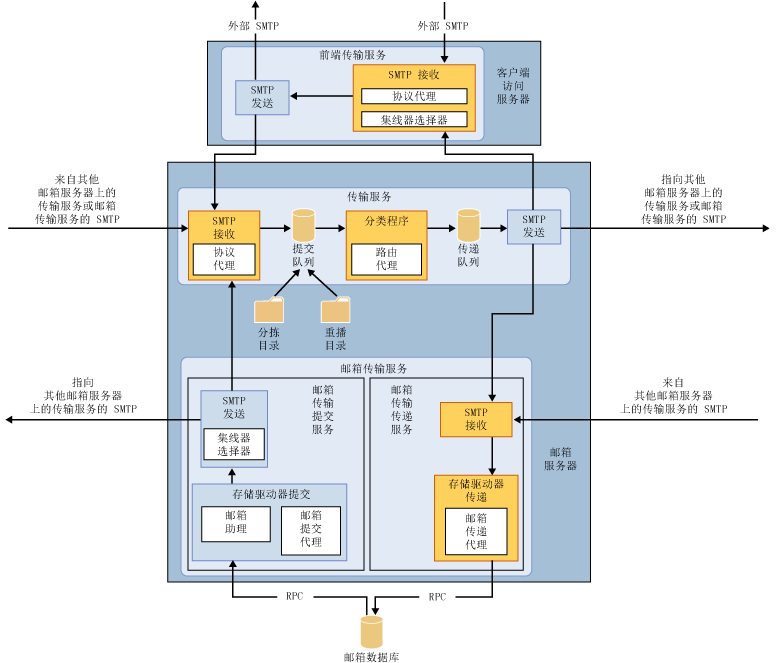 外部 SMTP
外部 SMTP
前端传输服务
SMTP 接收
协议代理
集线器选择器
SMTP
发送
客户端
访问
服务器
来自其他
邮箱服务器上的
传输服务或邮箱
传输服务的 SMTP
传输服务
SMTP
接收
协议
代理
提交
队列
分类程序
路由
代理
传递
队列
SMTP
发送
指向其他
邮箱服务器上的
传输服务或邮箱
传输服务的 SMTP
分拣
目录
重播
目录
邮箱传输服务
指向
其他邮箱服务器
上的传输服务的 SMTP
SMTP
发送
集线器
选择器
邮箱
传输
提交
服务
邮箱
传输
传递
服务
SMTP
接收
来自
其他邮箱服务器
上的传输服务的 SMTP
邮箱
服务器
存储驱动器提交
邮箱
助理
邮箱
提交
代理
存储驱动器
传递
邮箱
传递
代理
RPC
RPC
邮箱数据库